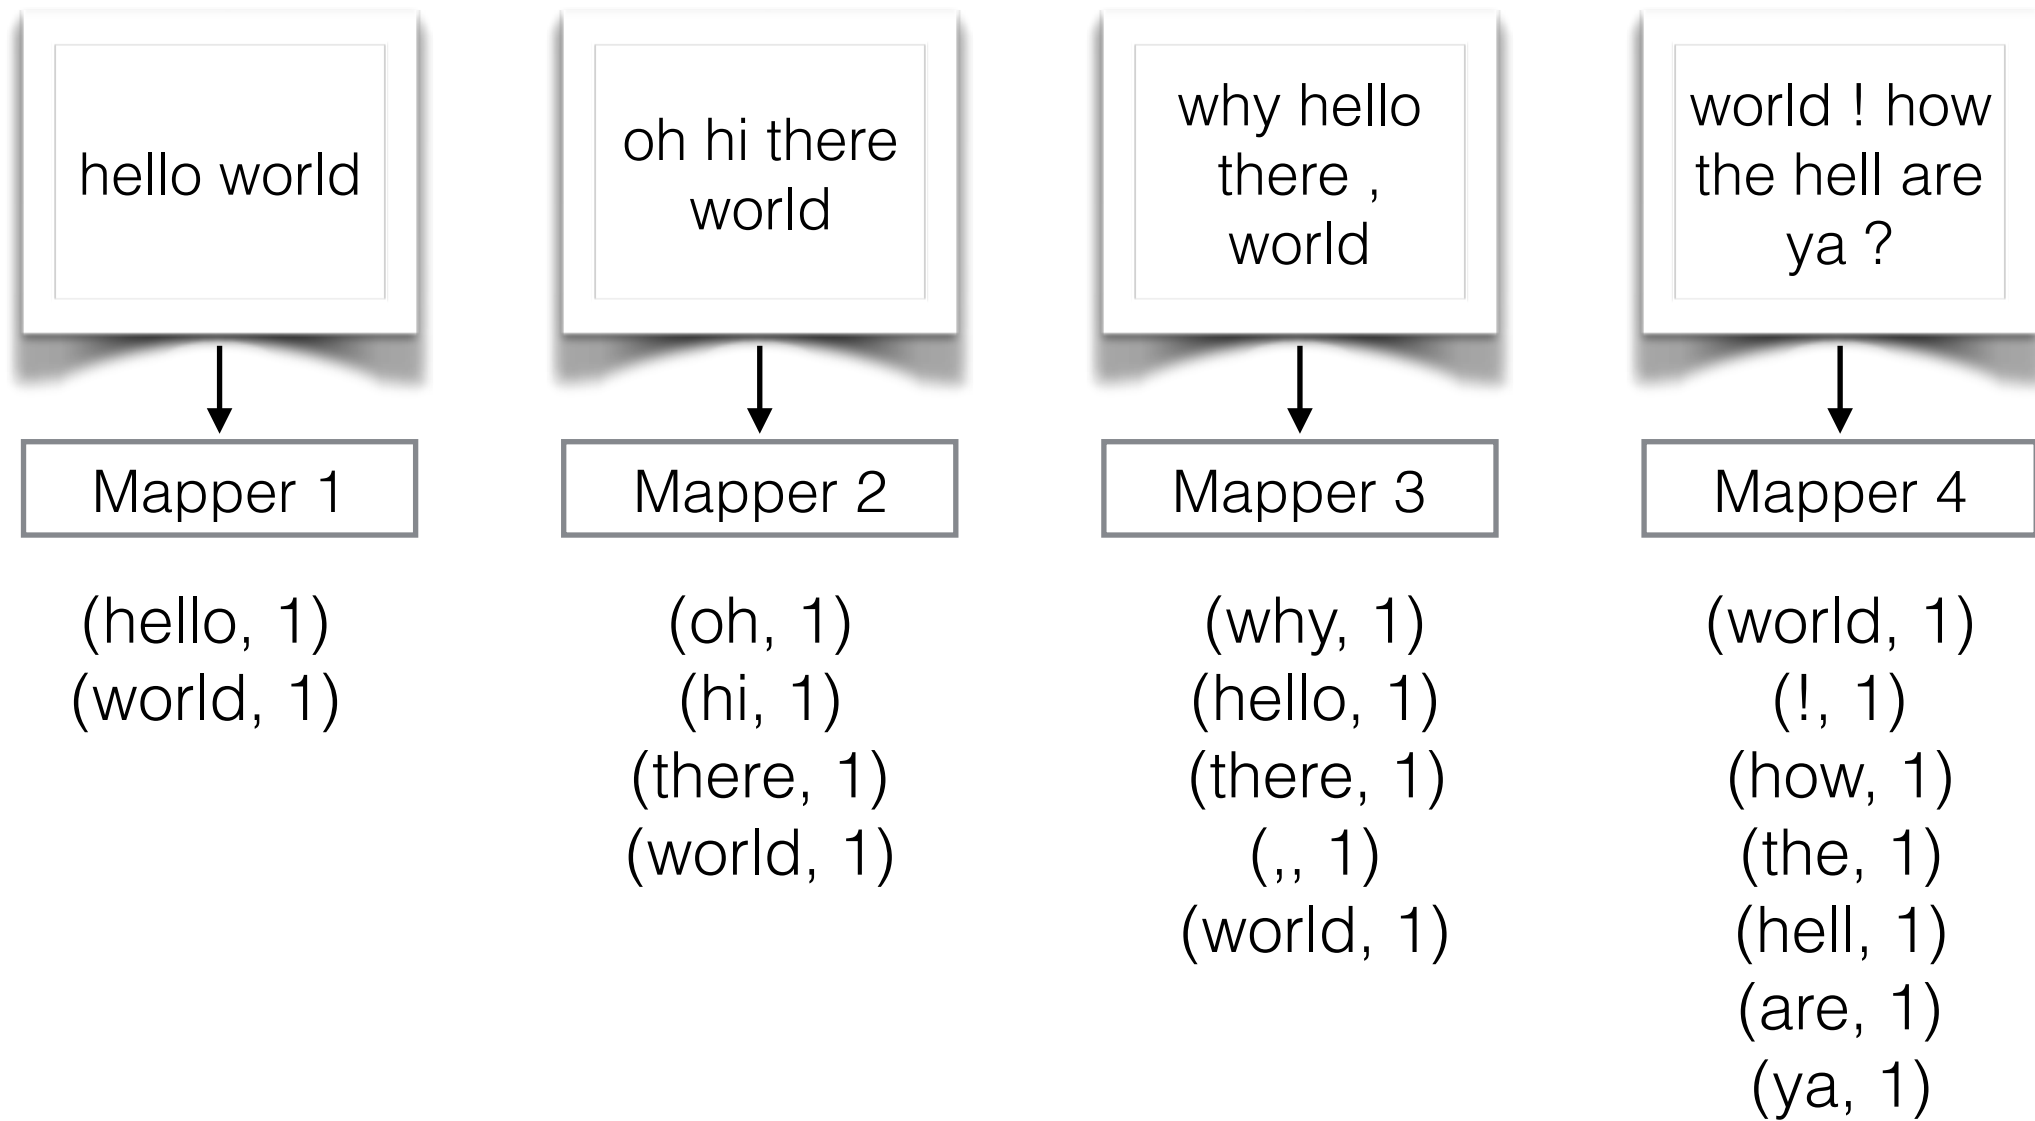 hello world
oh hi there
world
why hello
there ,
world
world ! how
the hell are
ya ?
Mapper 1
Mapper 2
Mapper 3
Mapper 4
(hello, 1)
(world, 1)
(oh, 1)
(hi, 1)
(there, 1)
(world, 1)
(why, 1)
(hello, 1)
(there, 1)
(,, 1)
(world, 1)
(world, 1)
(!, 1)
(how, 1)
(the, 1)
(hell, 1)
(are, 1)
(ya, 1)